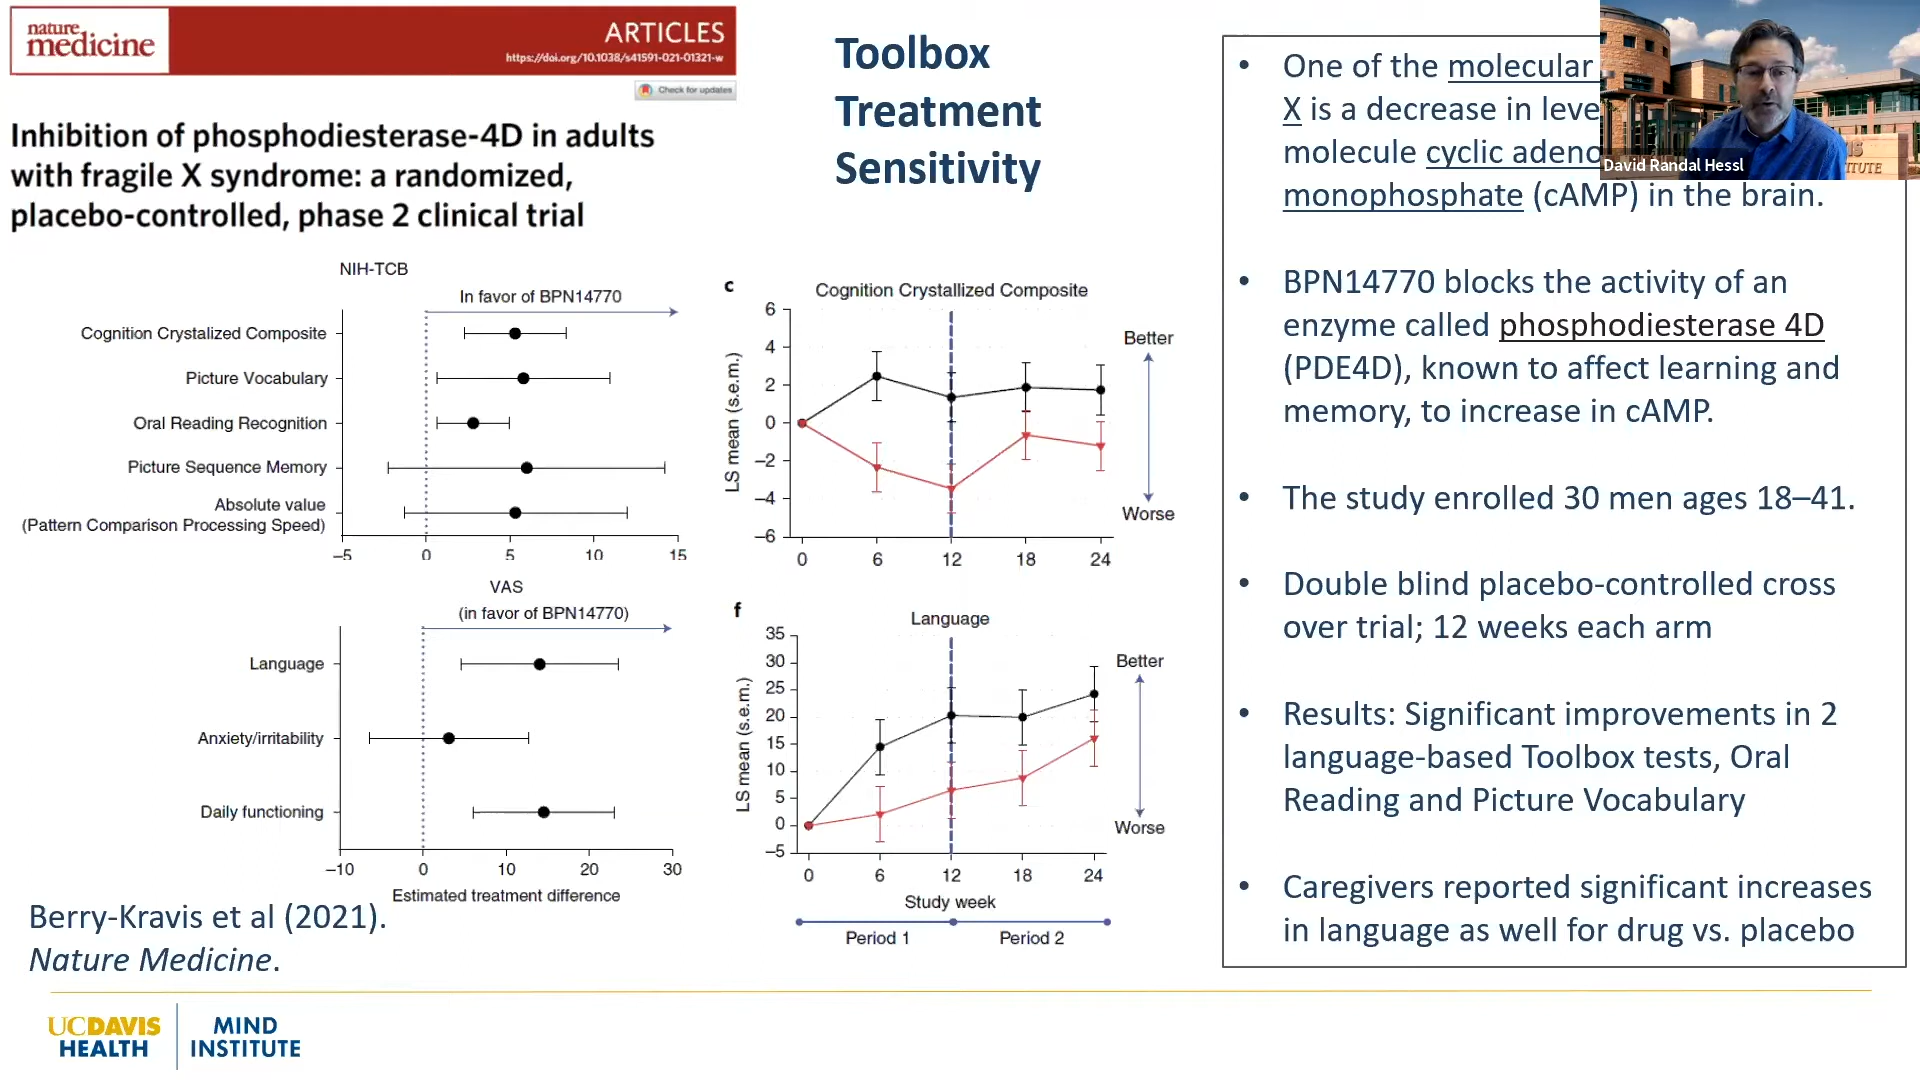 nature
medicine
ARTICLES
https://doi.org/10.1038/s41591-021-01321-w
Check for updates
Inhibition of phosphodiesterase-4D in adults
with fragile X syndrome: a randomized,
placebo-controlled, phase 2 clinical trial
Toolbox
Treatment
Sensitivity
NIH-TCB
In favor of BPN14770
Cognition Crystalized Composite
Picture Vocabulary
Oral Reading Recognition
Picture Sequence Memory
Absolute value
(Pattern Comparison Processing Speed)
–5 0 5 10 15
VAS
(in favor of BPN14770)
Language
Anxiety/irritability
Daily functioning
–10 0 10 20 30
Estimated treatment difference
c
Cognition Crystallized Composite
LS mean (s.e.m.)
6
4
2
0
–2
–4
–6
0 6 12 18 24
Better
Worse
f
Language
LS mean (s.e.m.)
35
30
25
20
15
10
5
0
–5
0 6 12 18 24
Better
Worse
Study week
Period 1 Period 2
Berry-Kravis et al (2021).
Nature Medicine.
• One of the molecular
X is a decrease in leve
molecule cyclic adeno
monophosphate (cAMP) in the brain.
• BPN14770 blocks the activity of an
enzyme called phosphodiesterase 4D
(PDE4D), known to affect learning and
memory, to increase in cAMP.
• The study enrolled 30 men ages 18–41.
• Double blind placebo-controlled cross
over trial; 12 weeks each arm
• Results: Significant improvements in 2
language-based Toolbox tests, Oral
Reading and Picture Vocabulary
• Caregivers reported significant increases
in language as well for drug vs. placebo
David Randal Hessl
UCDAVIS
HEALTH
MIND
INSTITUTE